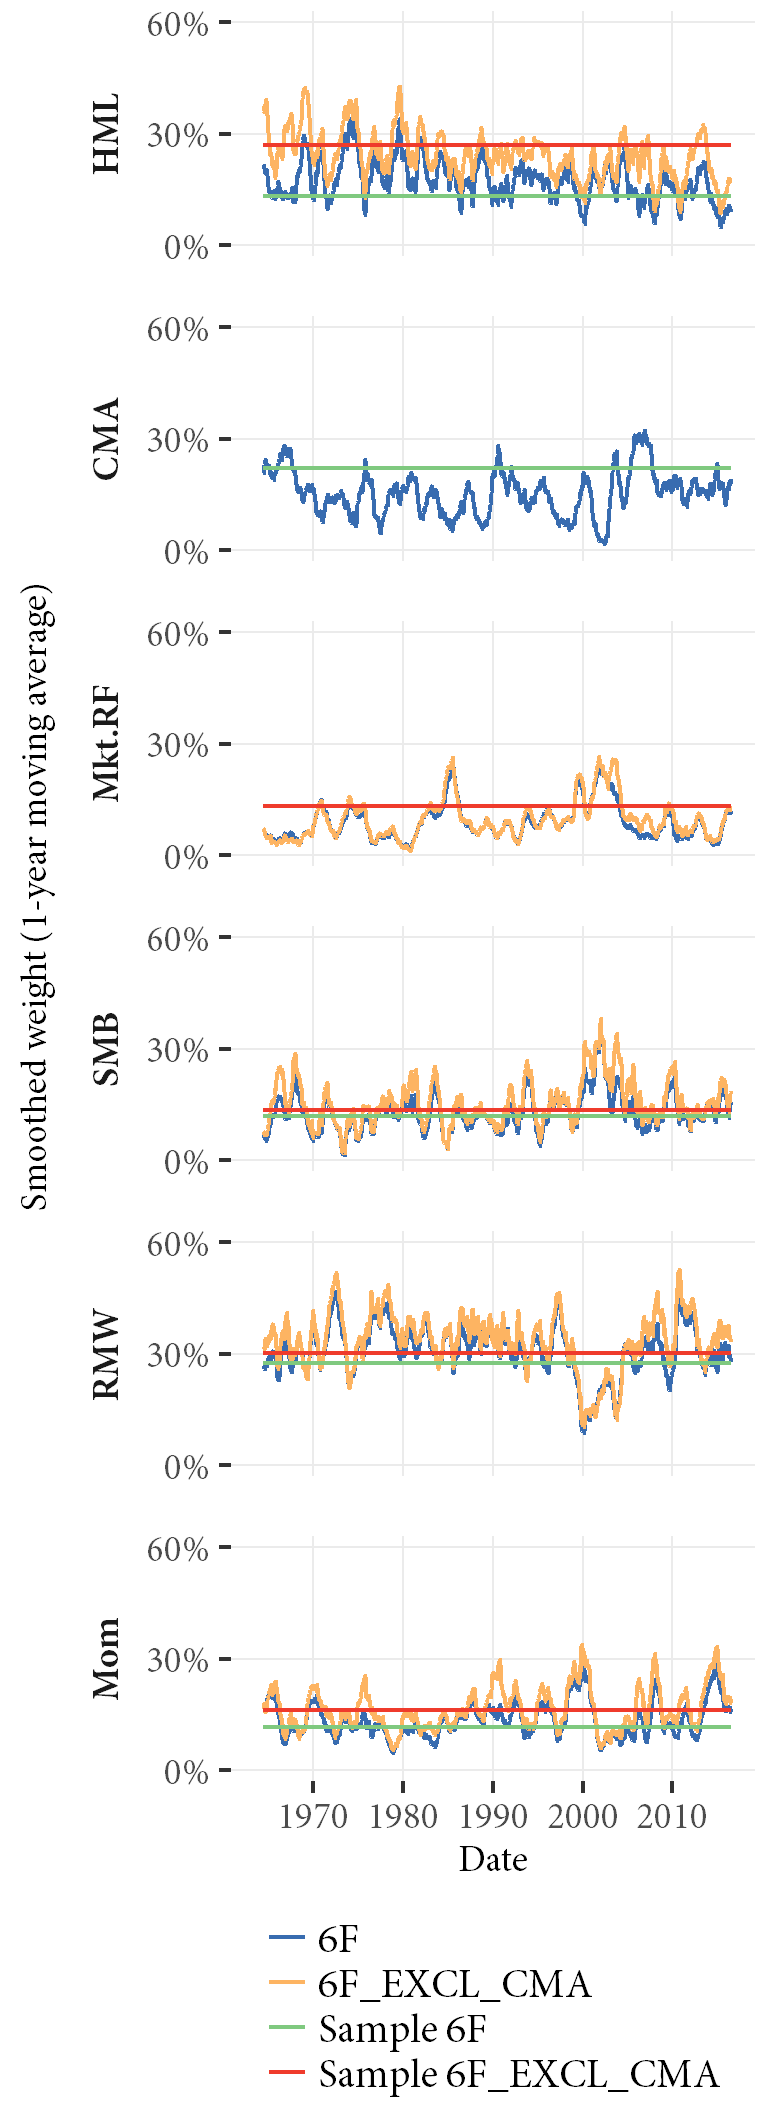 Smoothed weight (1-year moving average)
HML
60%
30%
0%
CMA
60%
30%
0%
Mkt.RF
60%
30%
0%
SMB
60%
30%
0%
RMW
60%
30%
0%
Mom
60%
30%
0%
1970 1980 1990 2000 2010
Date
6F
6F_EXCL_CMA
Sample 6F
Sample 6F_EXCL_CMA